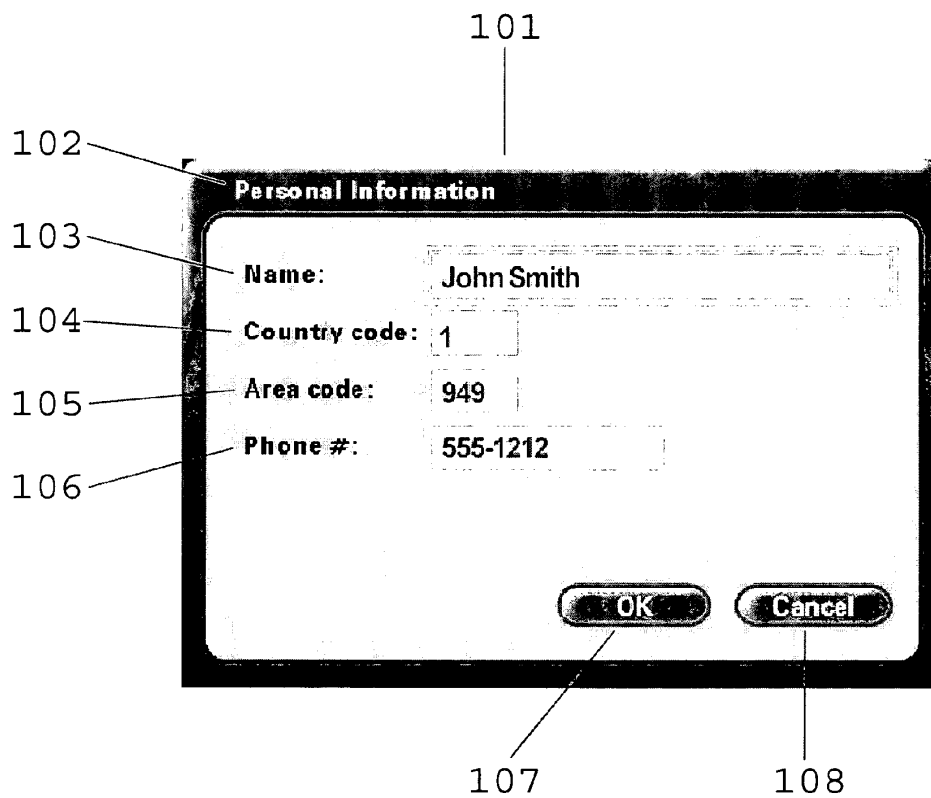 101
102
Personal Information
103
Name: John Smith
104
Country code: 1
105
Area code: 949
106
Phone #: 555-1212
OK Cancel
107 108